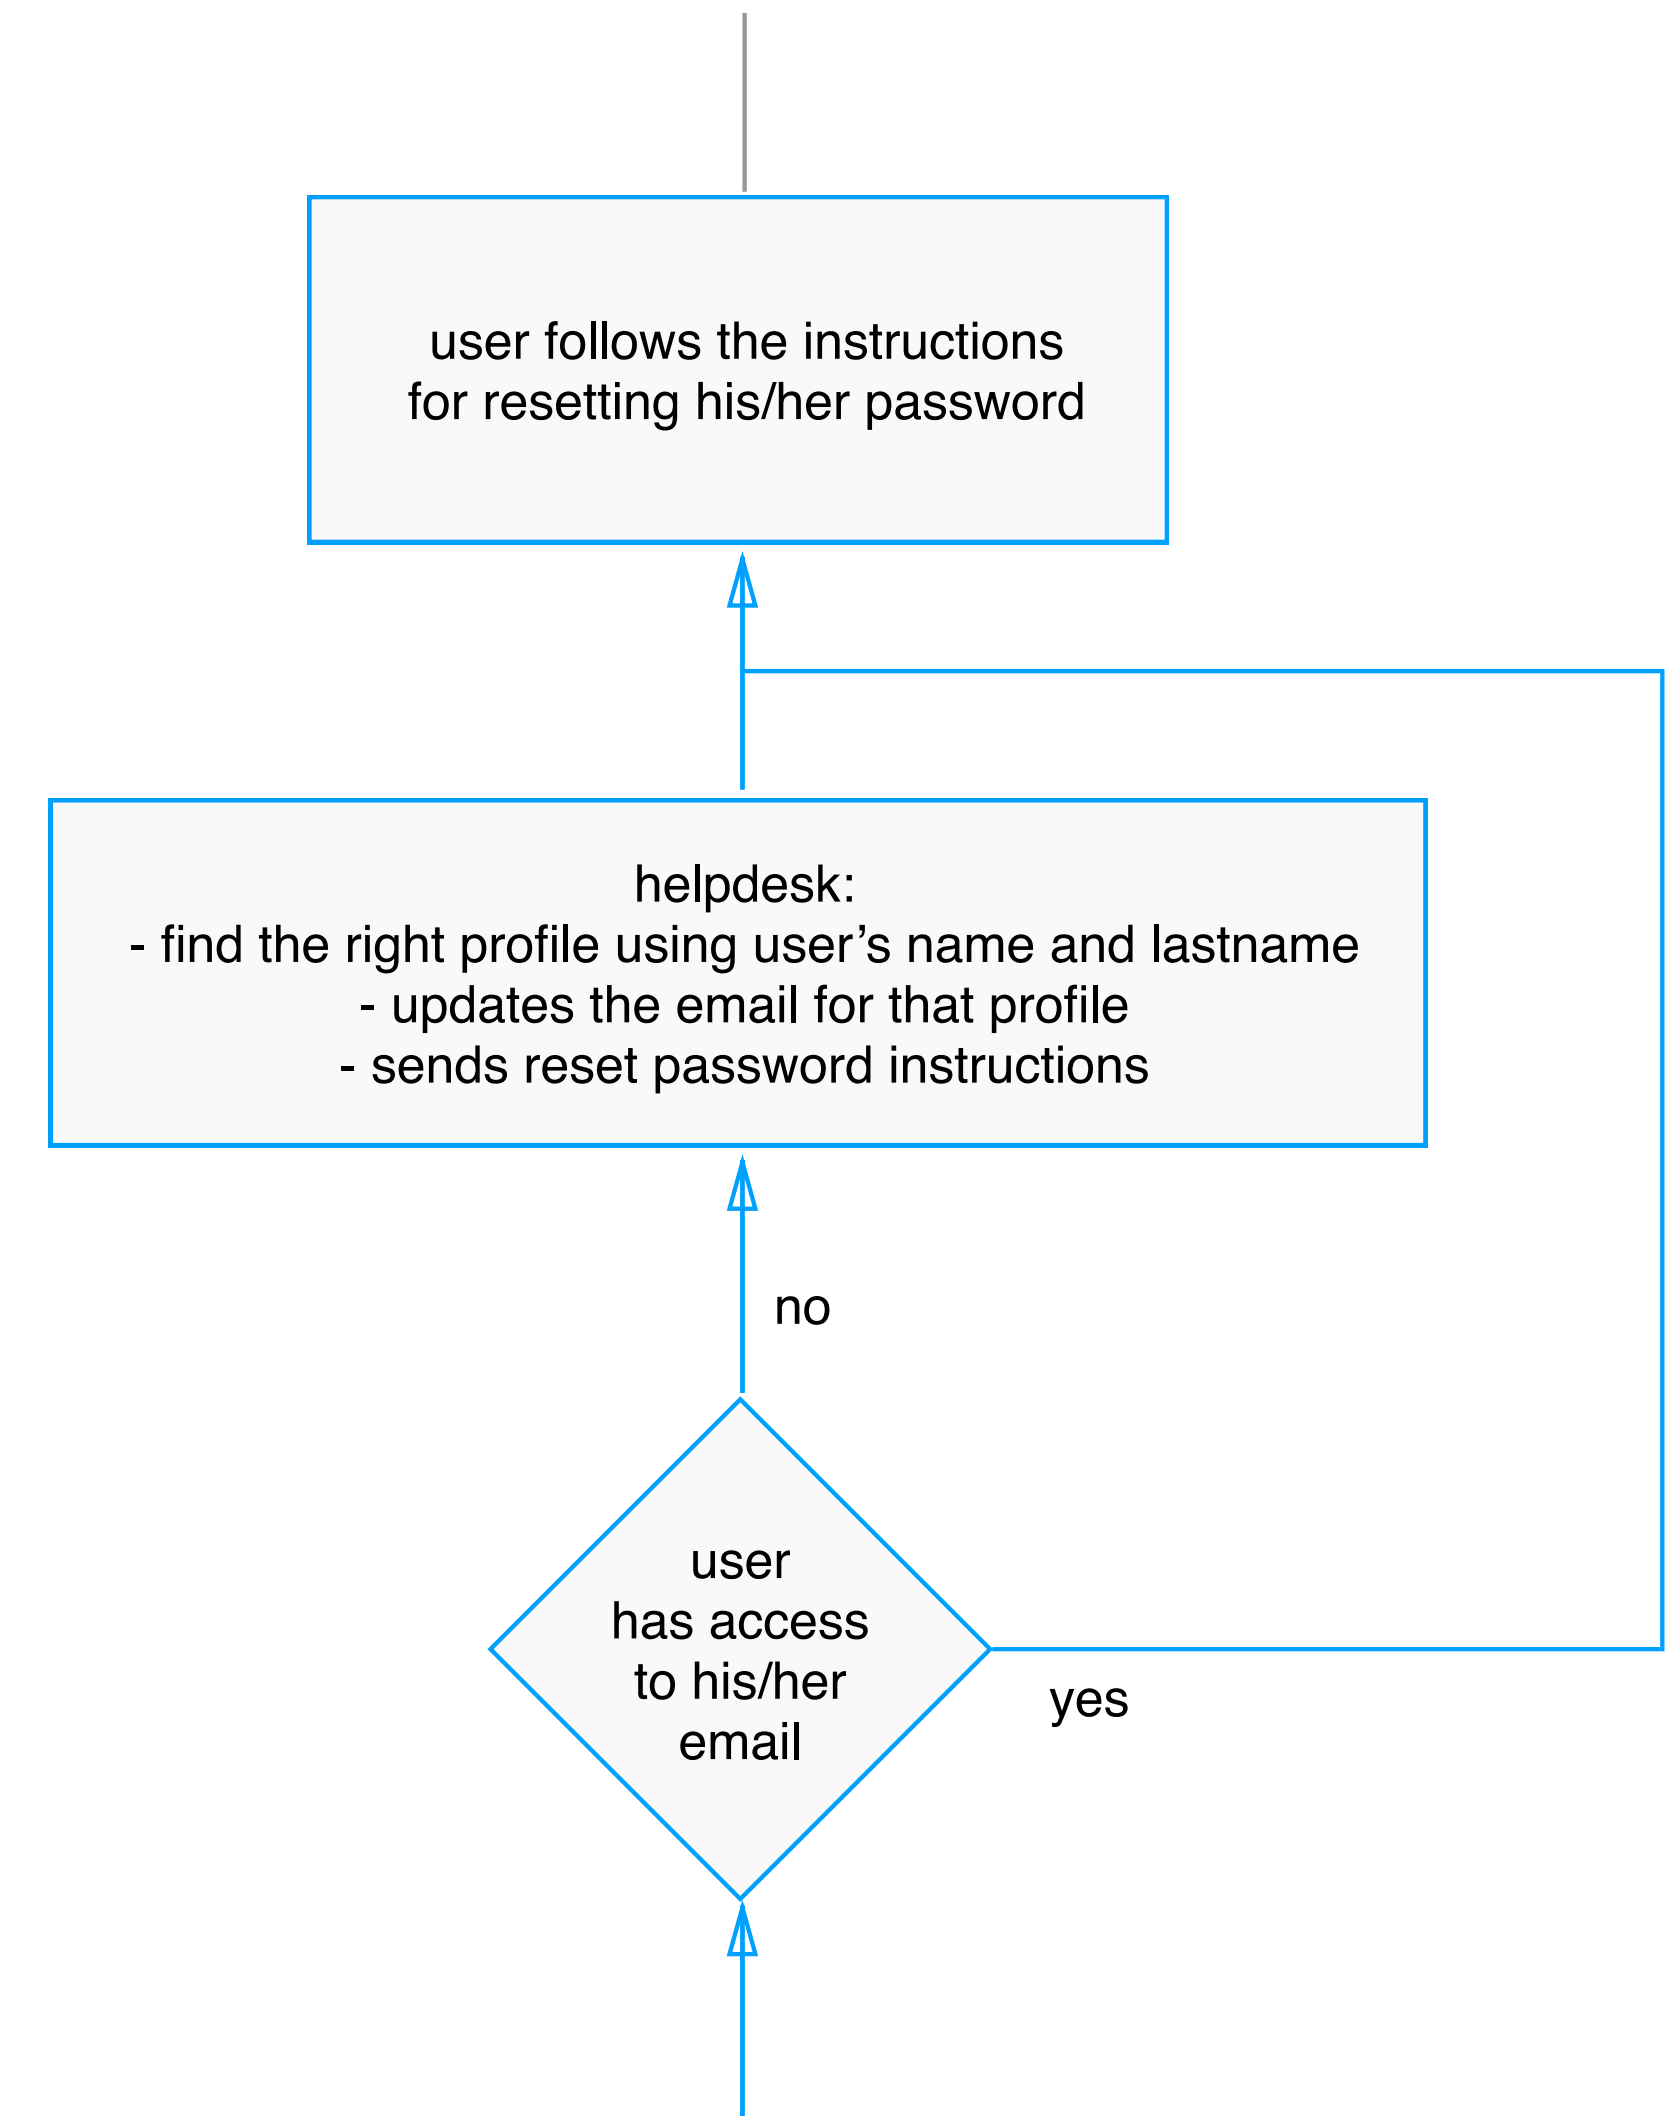 user follows the instructions
for resetting his/her password
helpdesk:
- find the right profile using user’s name and lastname
- updates the email for that profile
- sends reset password instructions
no
user
has access
to his/her
email
yes